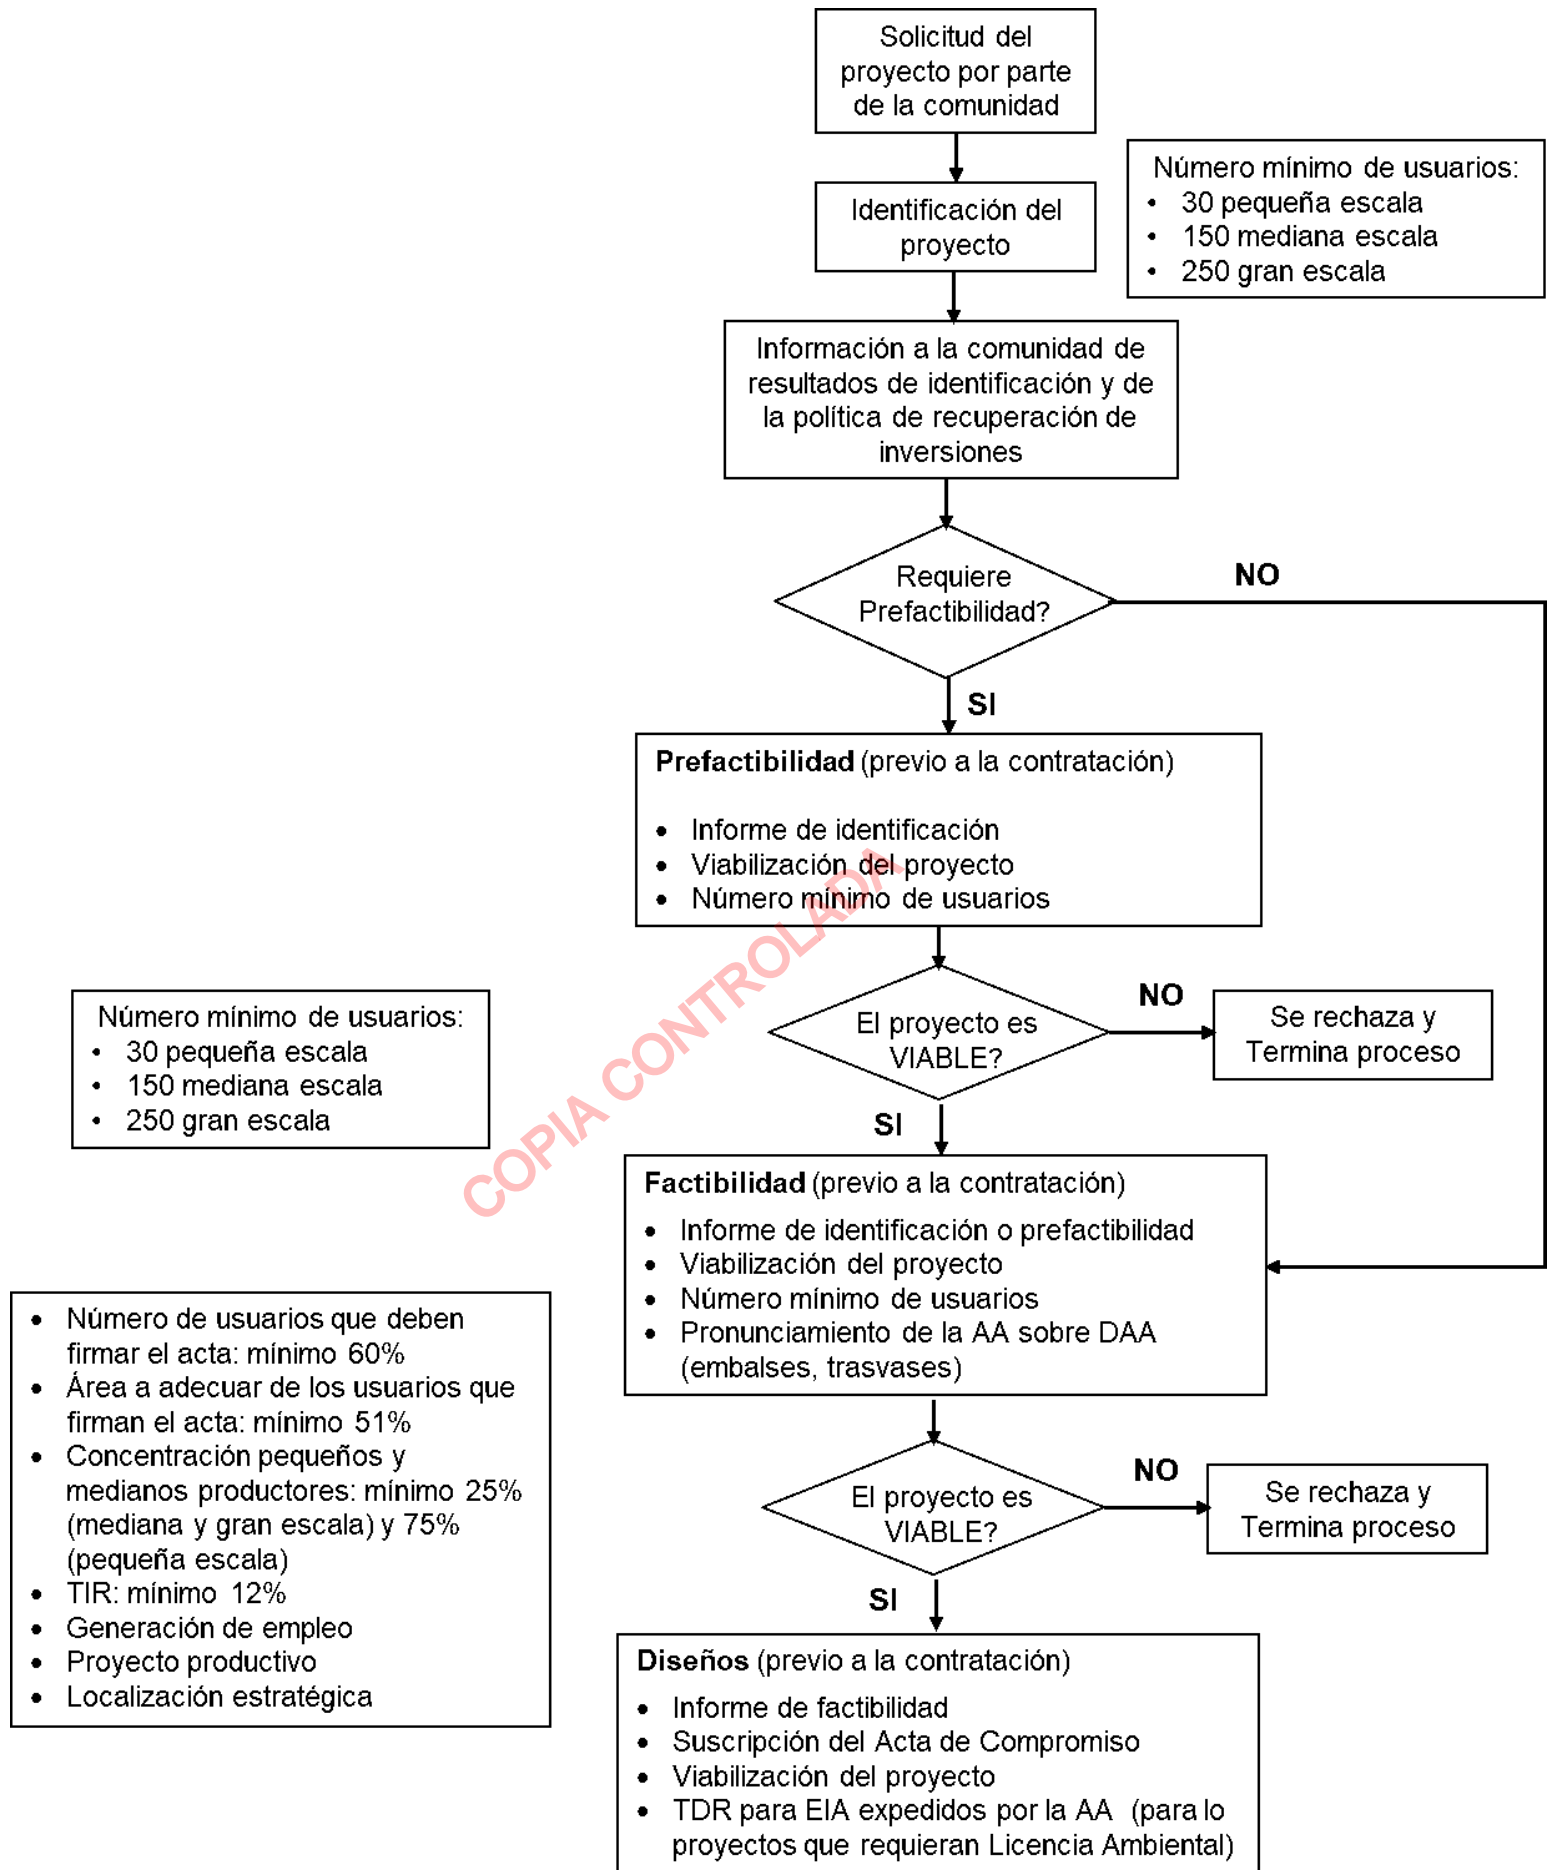 Solicitud del
proyecto por parte
de la comunidad
Número mínimo de usuarios:
• 30 pequeña escala
• 150 mediana escala
• 250 gran escala
Identificación del
proyecto
Información a la comunidad de
resultados de identificación y de
la política de recuperación de
inversiones
Requiere
Prefactibilidad?
NO
SI
Prefactibilidad (previo a la contratación)
• Informe de identificación
• Viabilización del proyecto
• Número mínimo de usuarios
COPIA CONTROLADA
El proyecto es
VIABLE?
NO
Se rechaza y
Termina proceso
SI
Número mínimo de usuarios:
• 30 pequeña escala
• 150 mediana escala
• 250 gran escala
Factibilidad (previo a la contratación)
• Informe de identificación o prefactibilidad
• Viabilización del proyecto
• Número mínimo de usuarios
• Pronunciamiento de la AA sobre DAA
(embalses, trasvases)
• Número de usuarios que deben
firmar el acta: mínimo 60%
• Área a adecuar de los usuarios que
firman el acta: mínimo 51%
• Concentración pequeños y
medianos productores: mínimo 25%
(mediana y gran escala) y 75%
(pequeña escala)
• TIR: mínimo 12%
• Generación de empleo
• Proyecto productivo
• Localización estratégica
El proyecto es
VIABLE?
NO
Se rechaza y
Termina proceso
SI
Diseños (previo a la contratación)
• Informe de factibilidad
• Suscripción del Acta de Compromiso
• Viabilización del proyecto
• TDR para EIA expedidos por la AA (para lo
proyectos que requieran Licencia Ambiental)